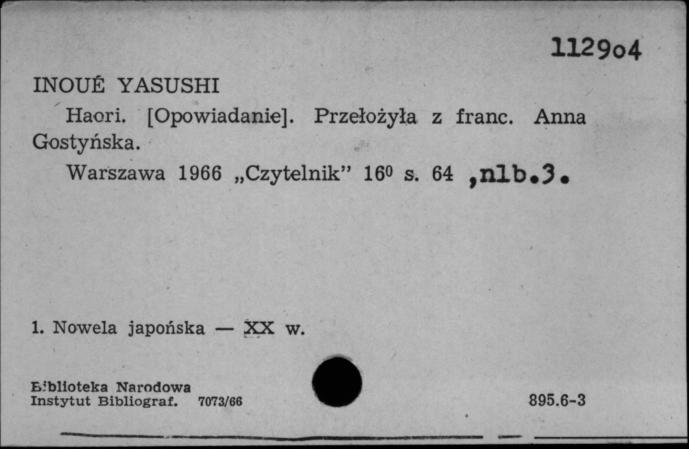 112904
INOUÉ YASUSHI
Haori. [Opowiadanie]. Przełożyła z franc. Anna
Gostyńska.
Warszawa 1966 „Czytelnik” 16⁰ s. 64 ,nlb.3.
1. Nowela japońska — XX w.
Biblioteka Narodowa
Instytut Bibliograf. 7073/66
895.6-3